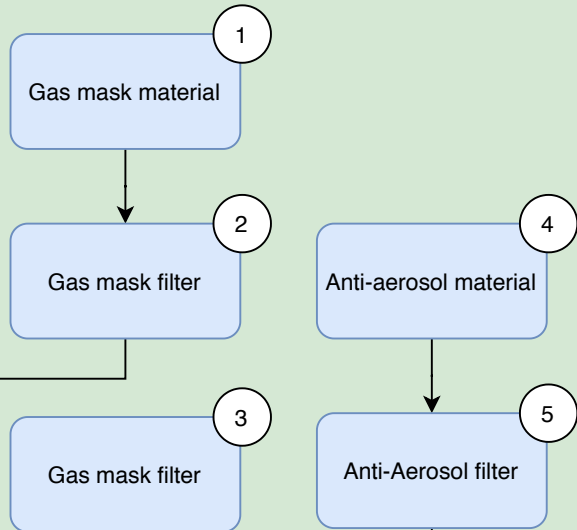 1
Gas mask material
2
Gas mask filter
3
Gas mask filter
4
Anti-aerosol material
5
Anti-Aerosol filter